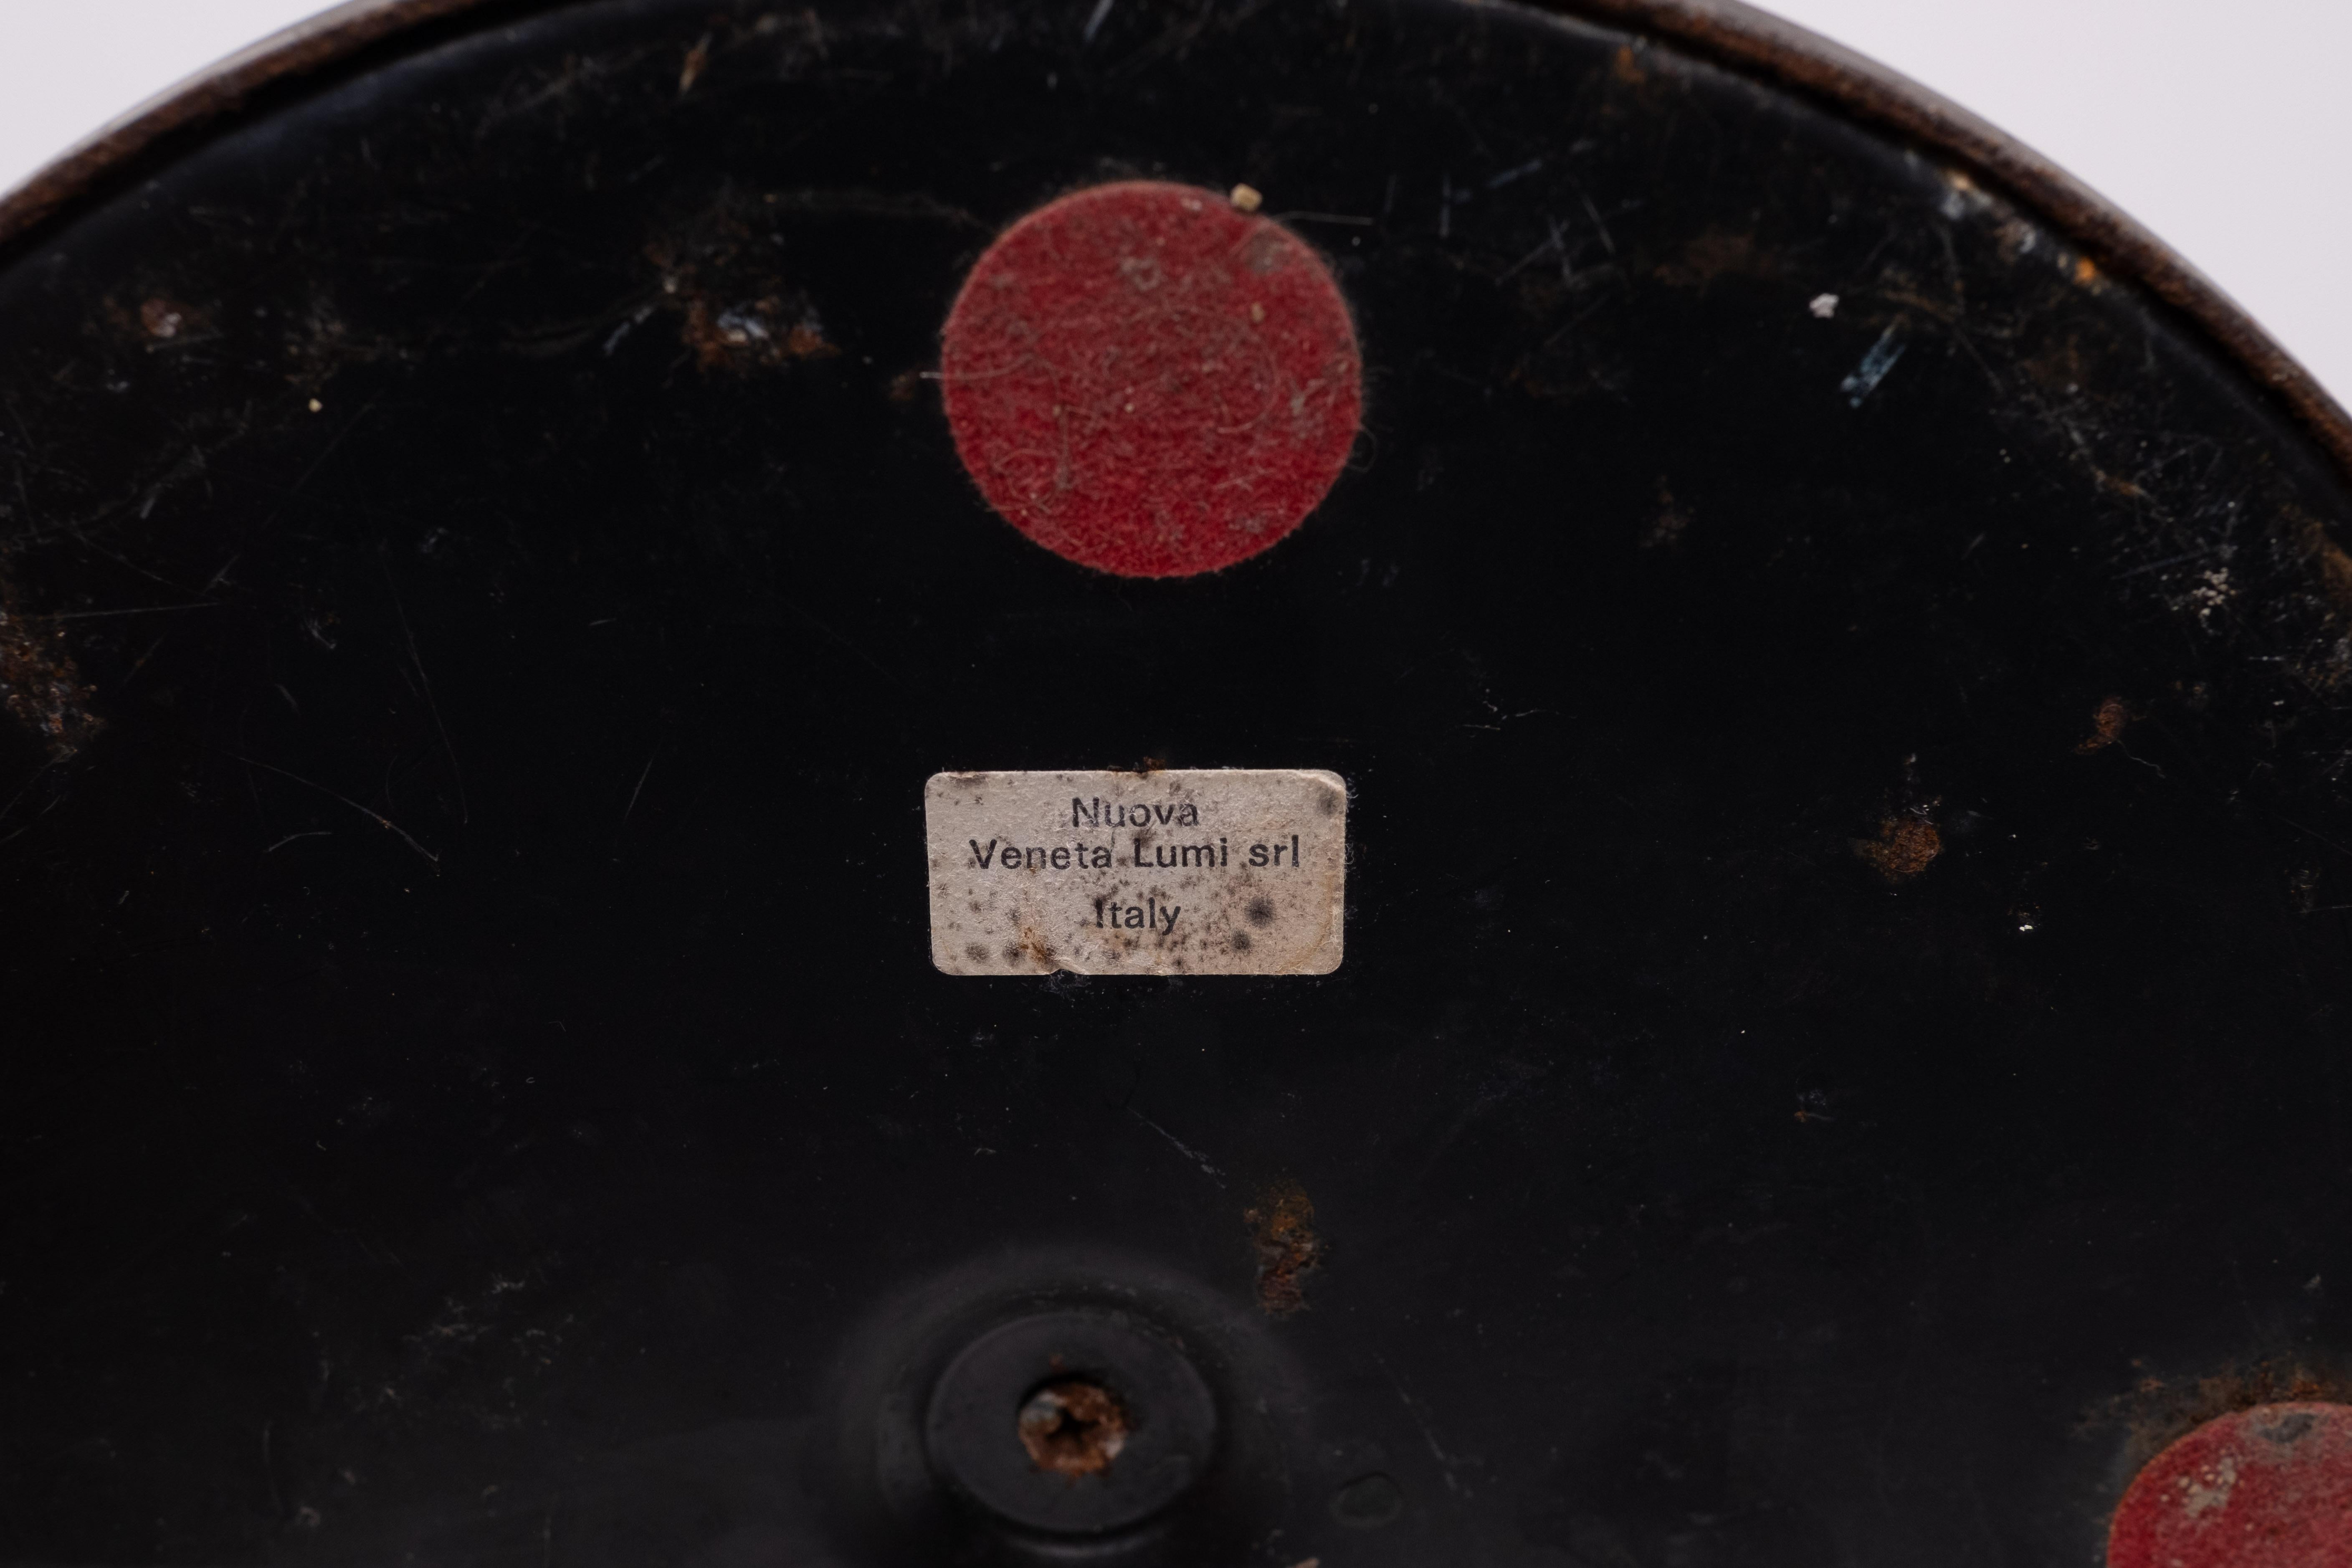 Nuova
Veneta Lumi srl
Italy